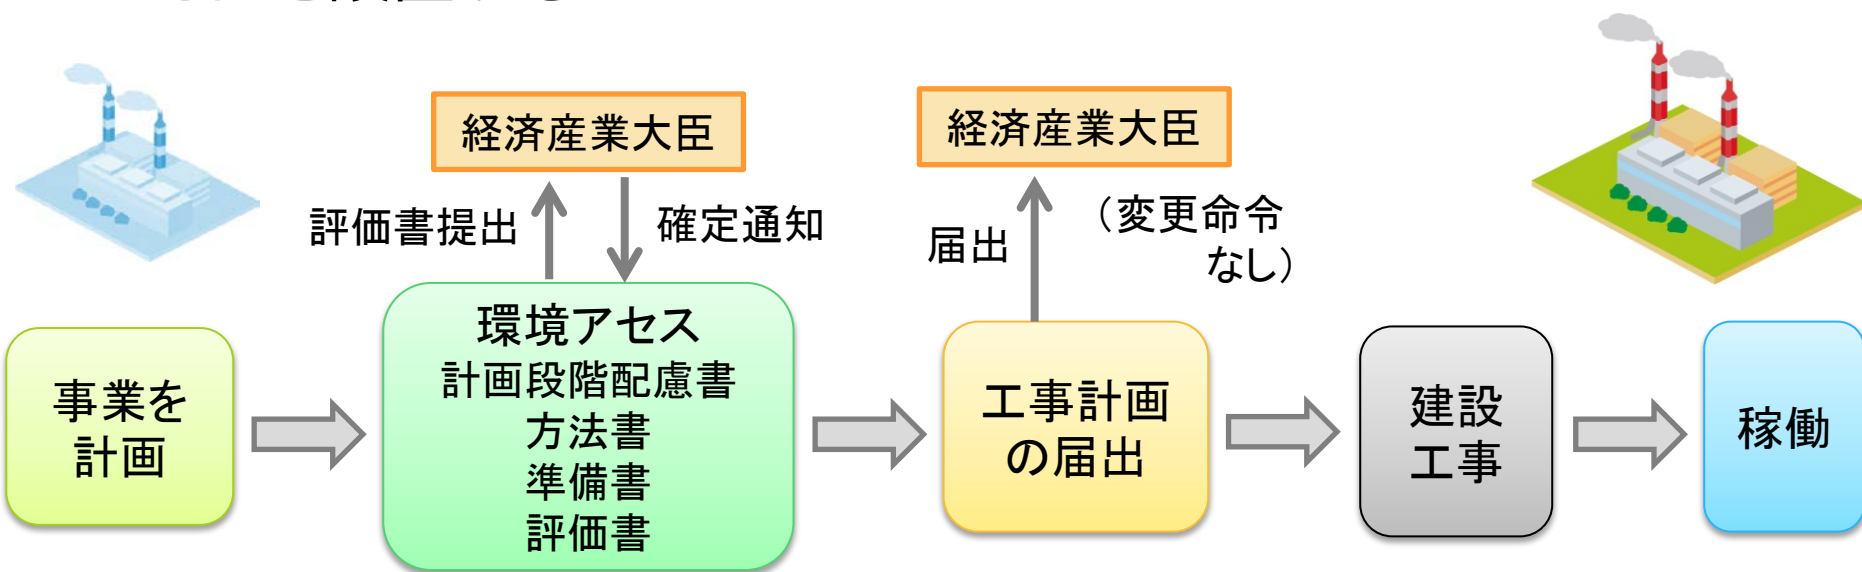 経済産業大臣
経済産業大臣
評価書提出
確定通知
届出
（変更命令
なし）
事業を
計画
環境アセス
計画段階配慮書
方法書
準備書
評価書
工事計画
の届出
建設
工事
稼働